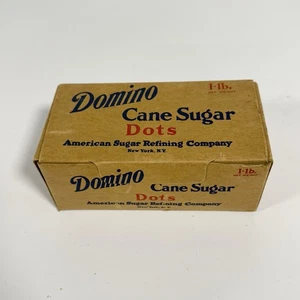 1-lb.
Domino
Cane Sugar
Dots
American Sugar Refining Company
New York, N.Y.
1-lb.
Domino
Cane Sugar
Dots
American Sugar Refining Company